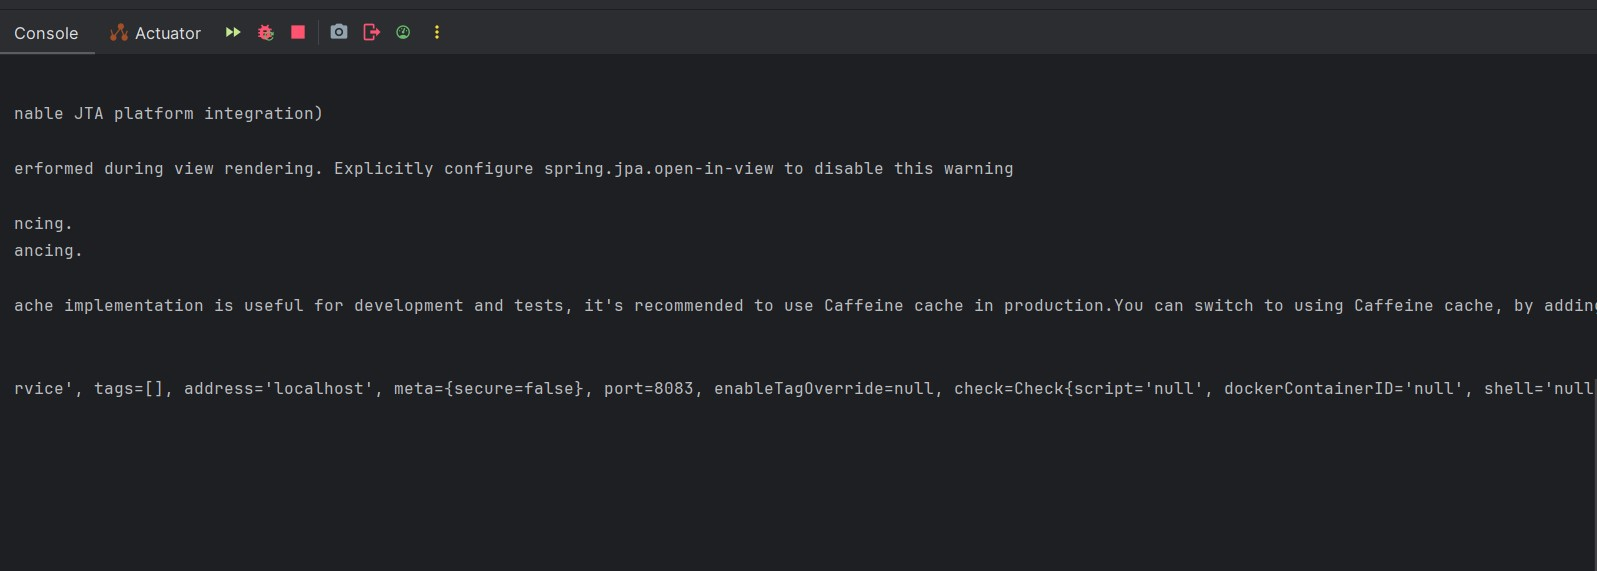 Console Actuator
nable JTA platform integration)
erformed during view rendering. Explicitly configure spring.jpa.open-in-view to disable this warning
ncing.
ancing.
ache implementation is useful for development and tests, it's recommended to use Caffeine cache in production.You can switch to using Caffeine cache, by adding
rvice', tags=[], address='localhost', meta={secure=false}, port=8083, enableTagOverride=null, check=Check{script='null', dockerContainerID='null', shell='null